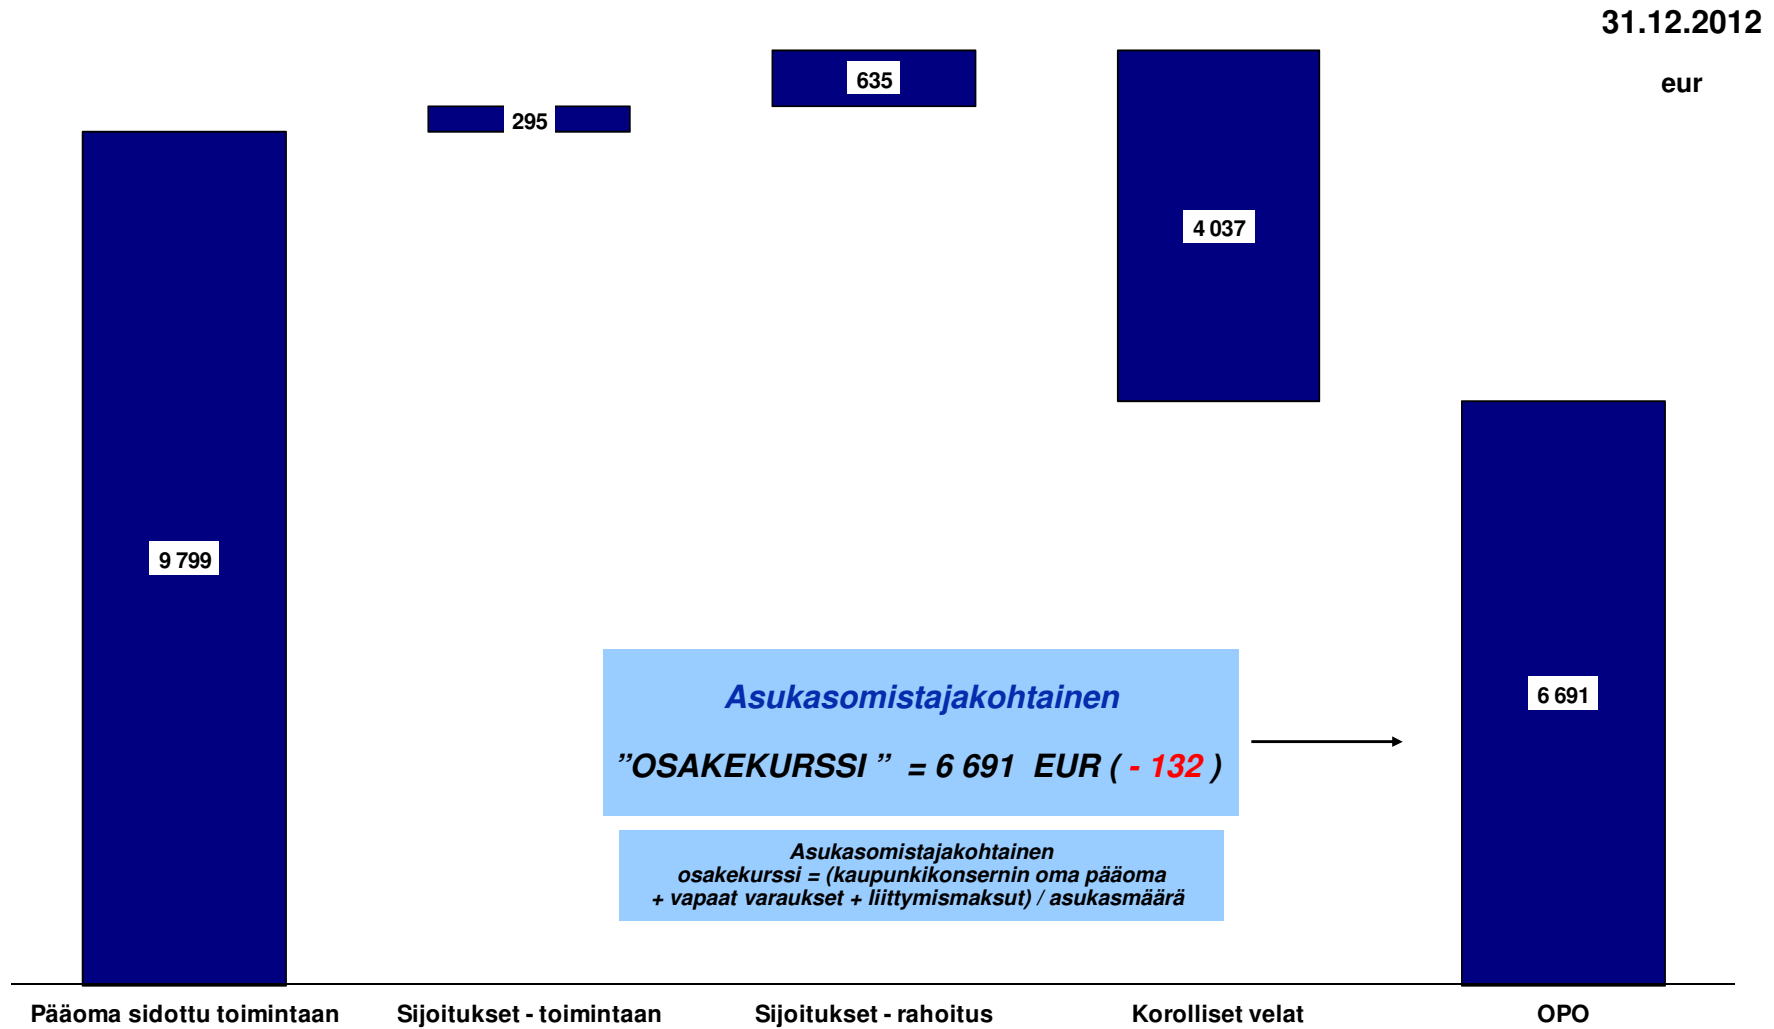 31.12.2012
eur
635
295
4 037
9 799
6 691
Asukasomistajakohtainen
”OSAKEKURSSI ” = 6 691 EUR ( - 132 )
Asukasomistajakohtainen
osakekurssi = (kaupunkikonsernin oma pääoma
+ vapaat varaukset + liittymismaksut) / asukasmäärä
Pääoma sidottu toimintaan
Sijoitukset - toimintaan
Sijoitukset - rahoitus
Korolliset velat
OPO